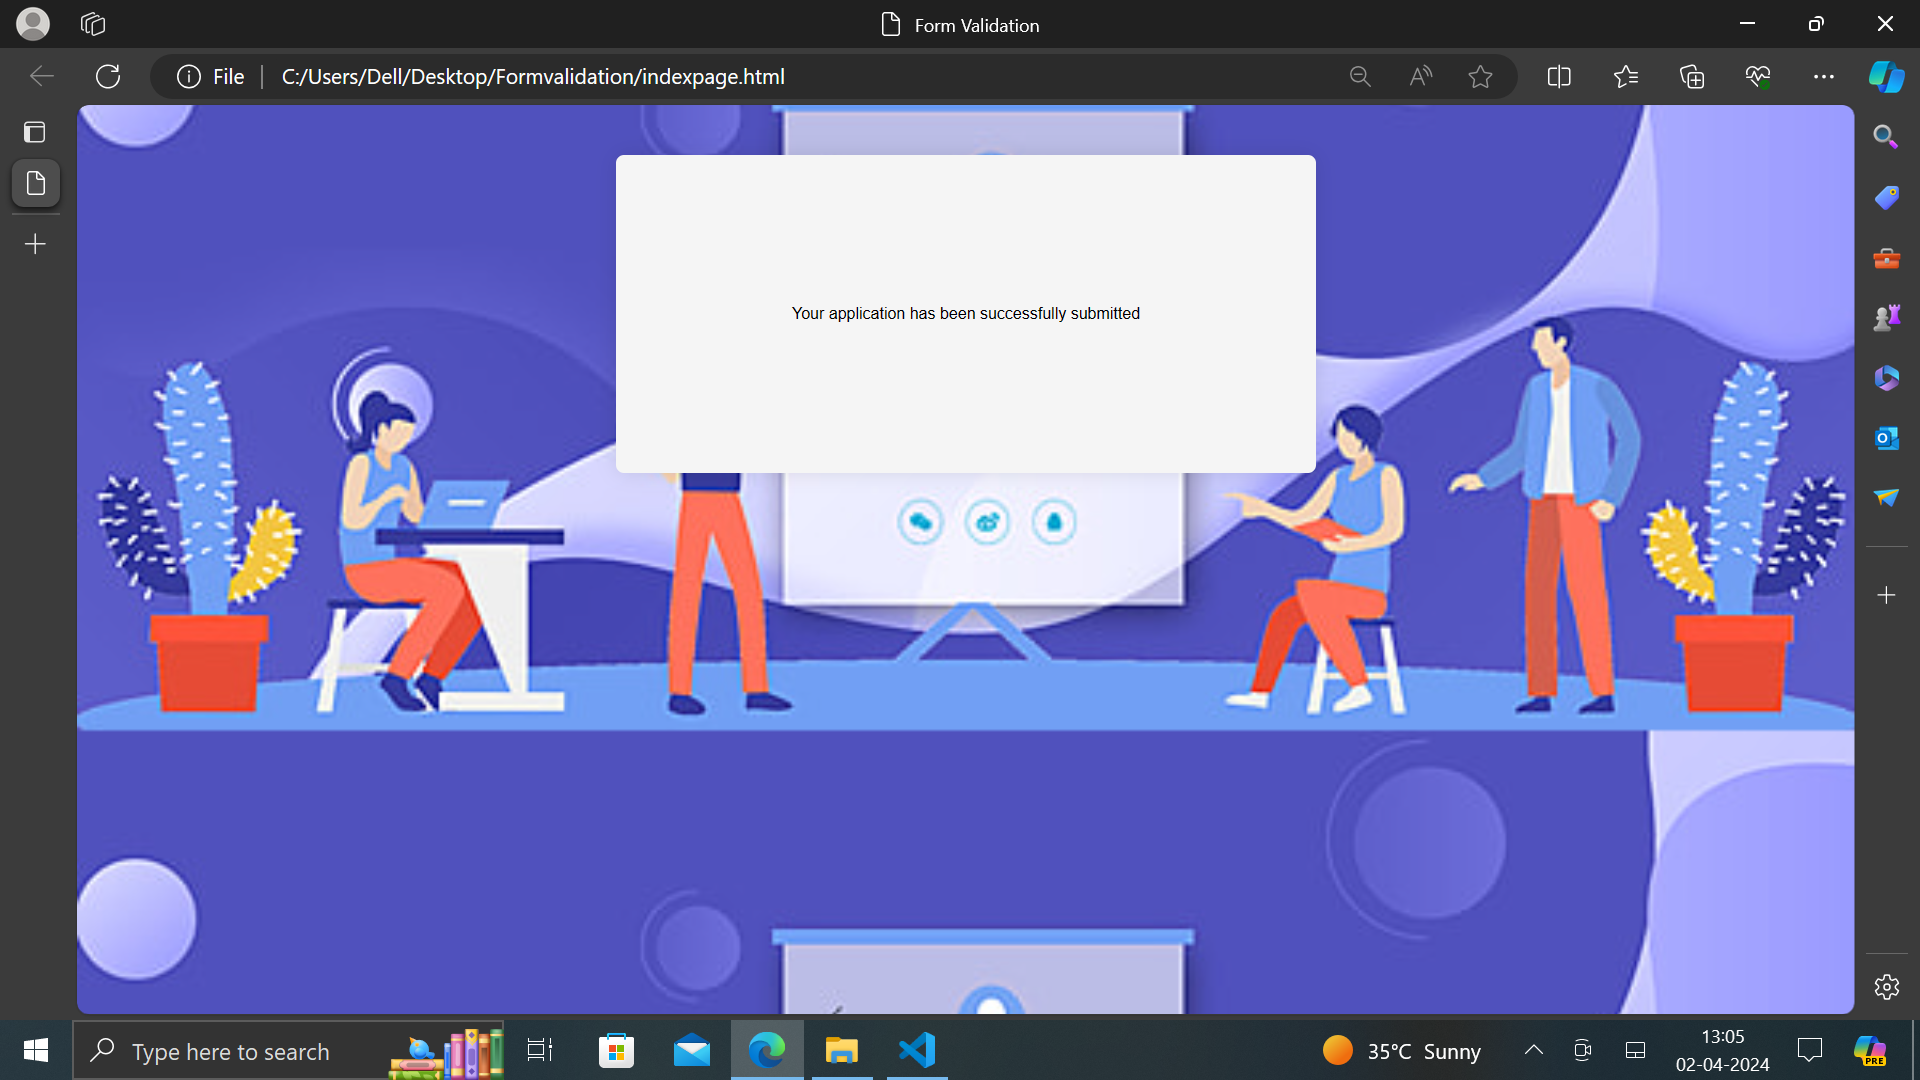 Form Validation
File
C:/Users/Dell/Desktop/Formvalidation/indexpage.html
Your application has been successfully submitted
Type here to search
35°C Sunny
13:05
02-04-2024
PRE